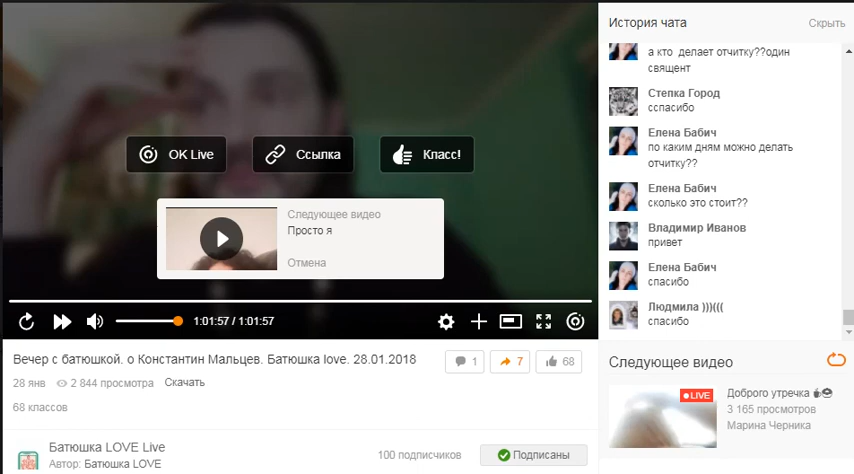 История чата
Скрыть
а кто делает отчитку??один
священт
Степка Город
сспасибо
Елена Бабич
по каким дням можно делать
отчитку??
Елена Бабич
сколько это стоит??
Владимир Иванов
привет
Елена Бабич
спасибо
Людмила )))(((
спасибо
OK Live
Ссылка
Класс!
Следующее видео
Просто я
Отмена
1:01:57 / 1:01:57
Вечер с батюшкой. о Константин Мальцев. Батюшка love. 28.01.2018
1
7
68
28 янв
2 844 просмотра
Скачать
68 классов
Батюшка LOVE Live
Автор: Батюшка LOVE
100 подписчиков
Подписаны
Следующее видео
LIVE
Доброго утречка
3 165 просмотров
Марина Черника